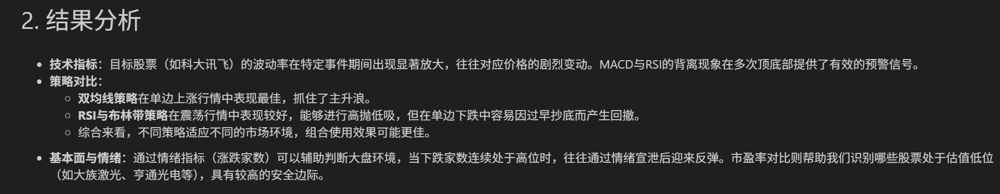 2. 结果分析
技术指标：目标股票（如科大讯飞）的波动率在特定事件期间出现显著放大，往往对应价格的剧烈变动。MACD与RSI的背离现象在多次顶底部提供了有效的预警信号。
策略对比：
双均线策略在单边上涨行情中表现最佳，抓住了主升浪。
RSI与布林带策略在震荡行情中表现较好，能够进行高抛低吸，但在单边下跌中容易因过早抄底而产生回撤。
综合来看，不同策略适应不同的市场环境，组合使用效果可能更佳。
基本面与情绪：通过情绪指标（涨跌家数）可以辅助判断大盘环境，当下跌家数连续处于高位时，往往通过情绪宣泄后迎来反弹。市盈率对比则帮助我们识别哪些股票处于估值低位
（如大族激光、亨通光电等），具有较高的安全边际。